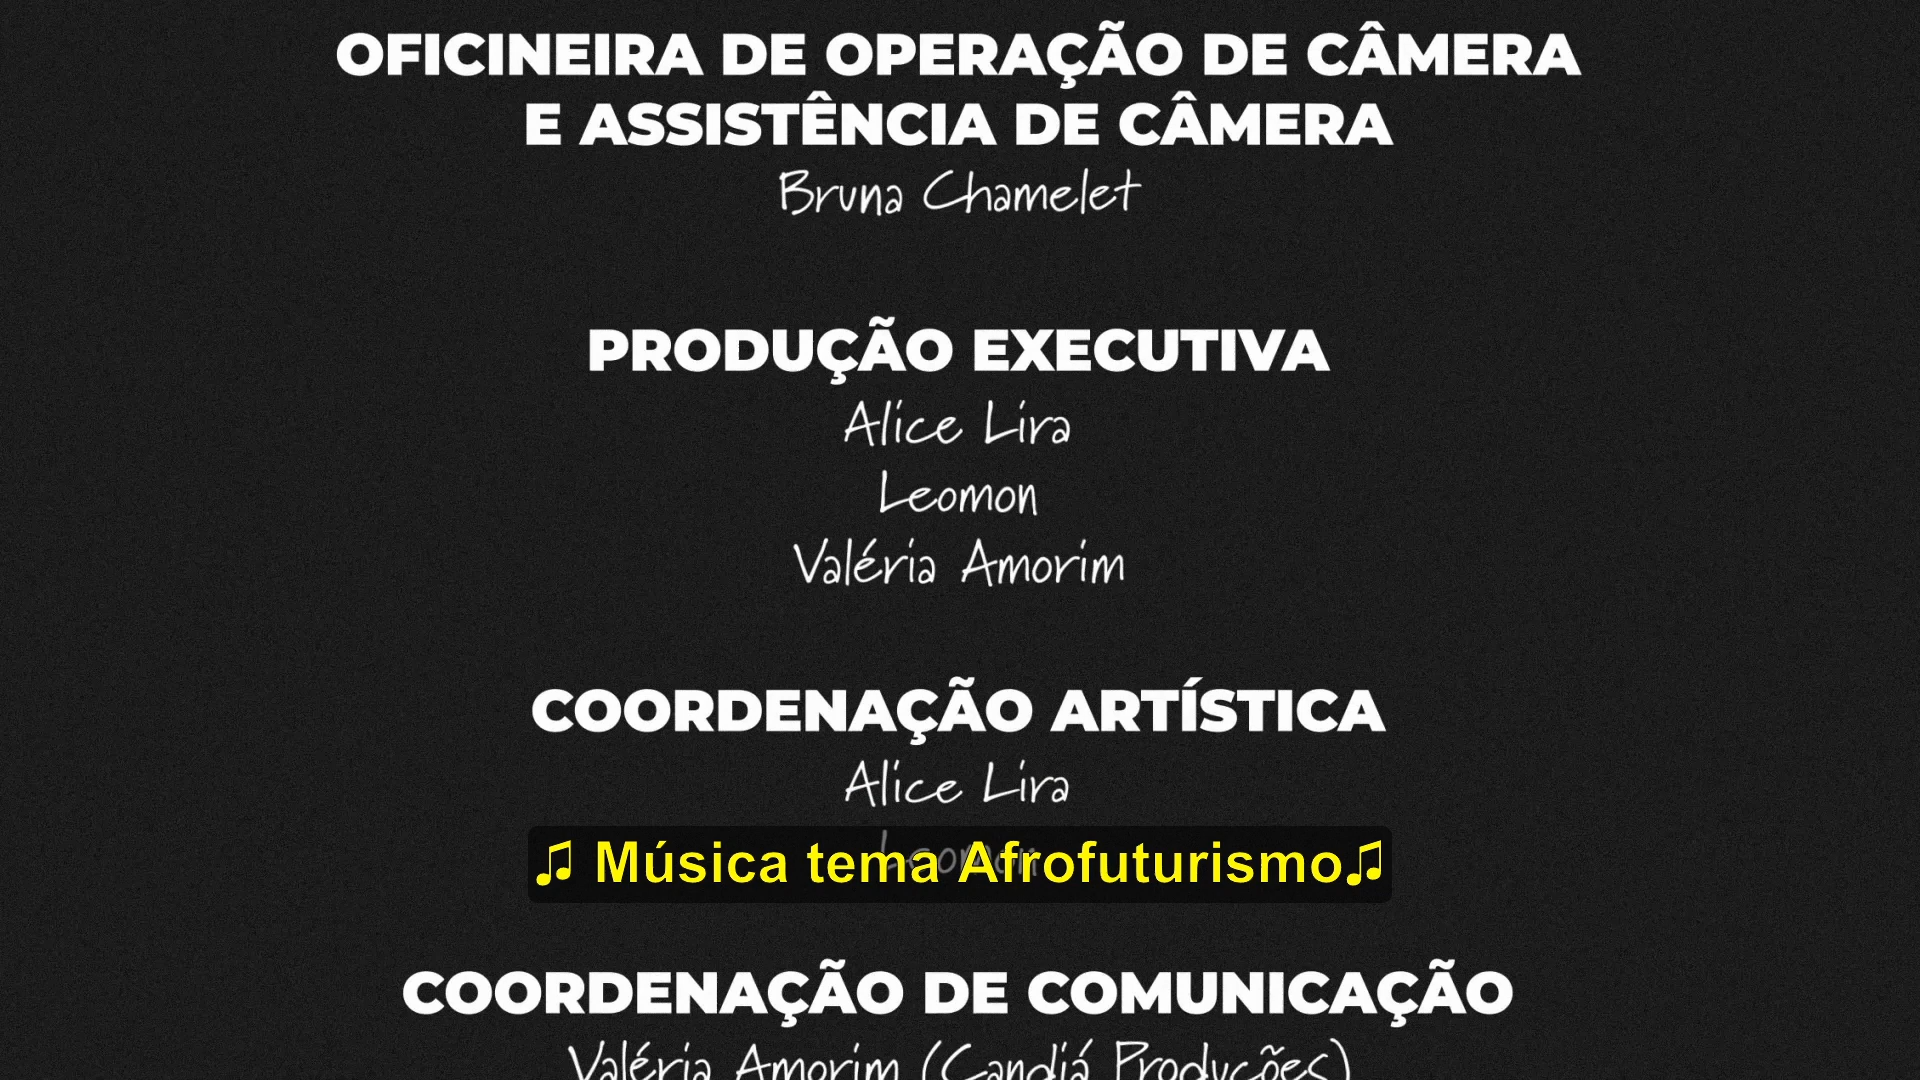 OFICINEIRA DE OPERAÇÃO DE CÂMERA
E ASSISTÊNCIA DE CÂMERA
Bruna Chamelet
PRODUÇÃO EXECUTIVA
Alice Lira
Leomon
Valéria Amorim
COORDENAÇÃO ARTÍSTICA
Alice Lira
Leomon
♫ Música tema Afrofuturismo♫
COORDENAÇÃO DE COMUNICAÇÃO
Valéria Amorim (Candiá Produções)